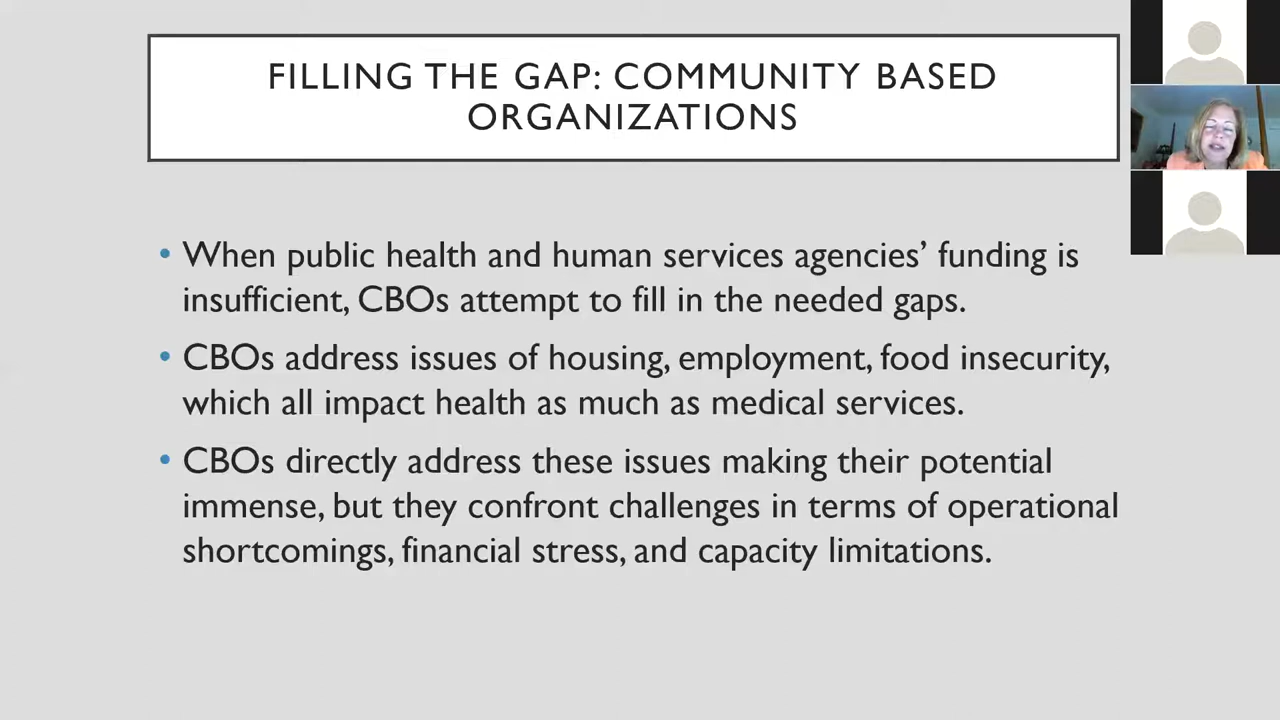 FILLING THE GAP: COMMUNITY BASED
ORGANIZATIONS
• When public health and human services agencies’ funding is
insufficient, CBOs attempt to fill in the needed gaps.
• CBOs address issues of housing, employment, food insecurity,
which all impact health as much as medical services.
• CBOs directly address these issues making their potential
immense, but they confront challenges in terms of operational
shortcomings, financial stress, and capacity limitations.